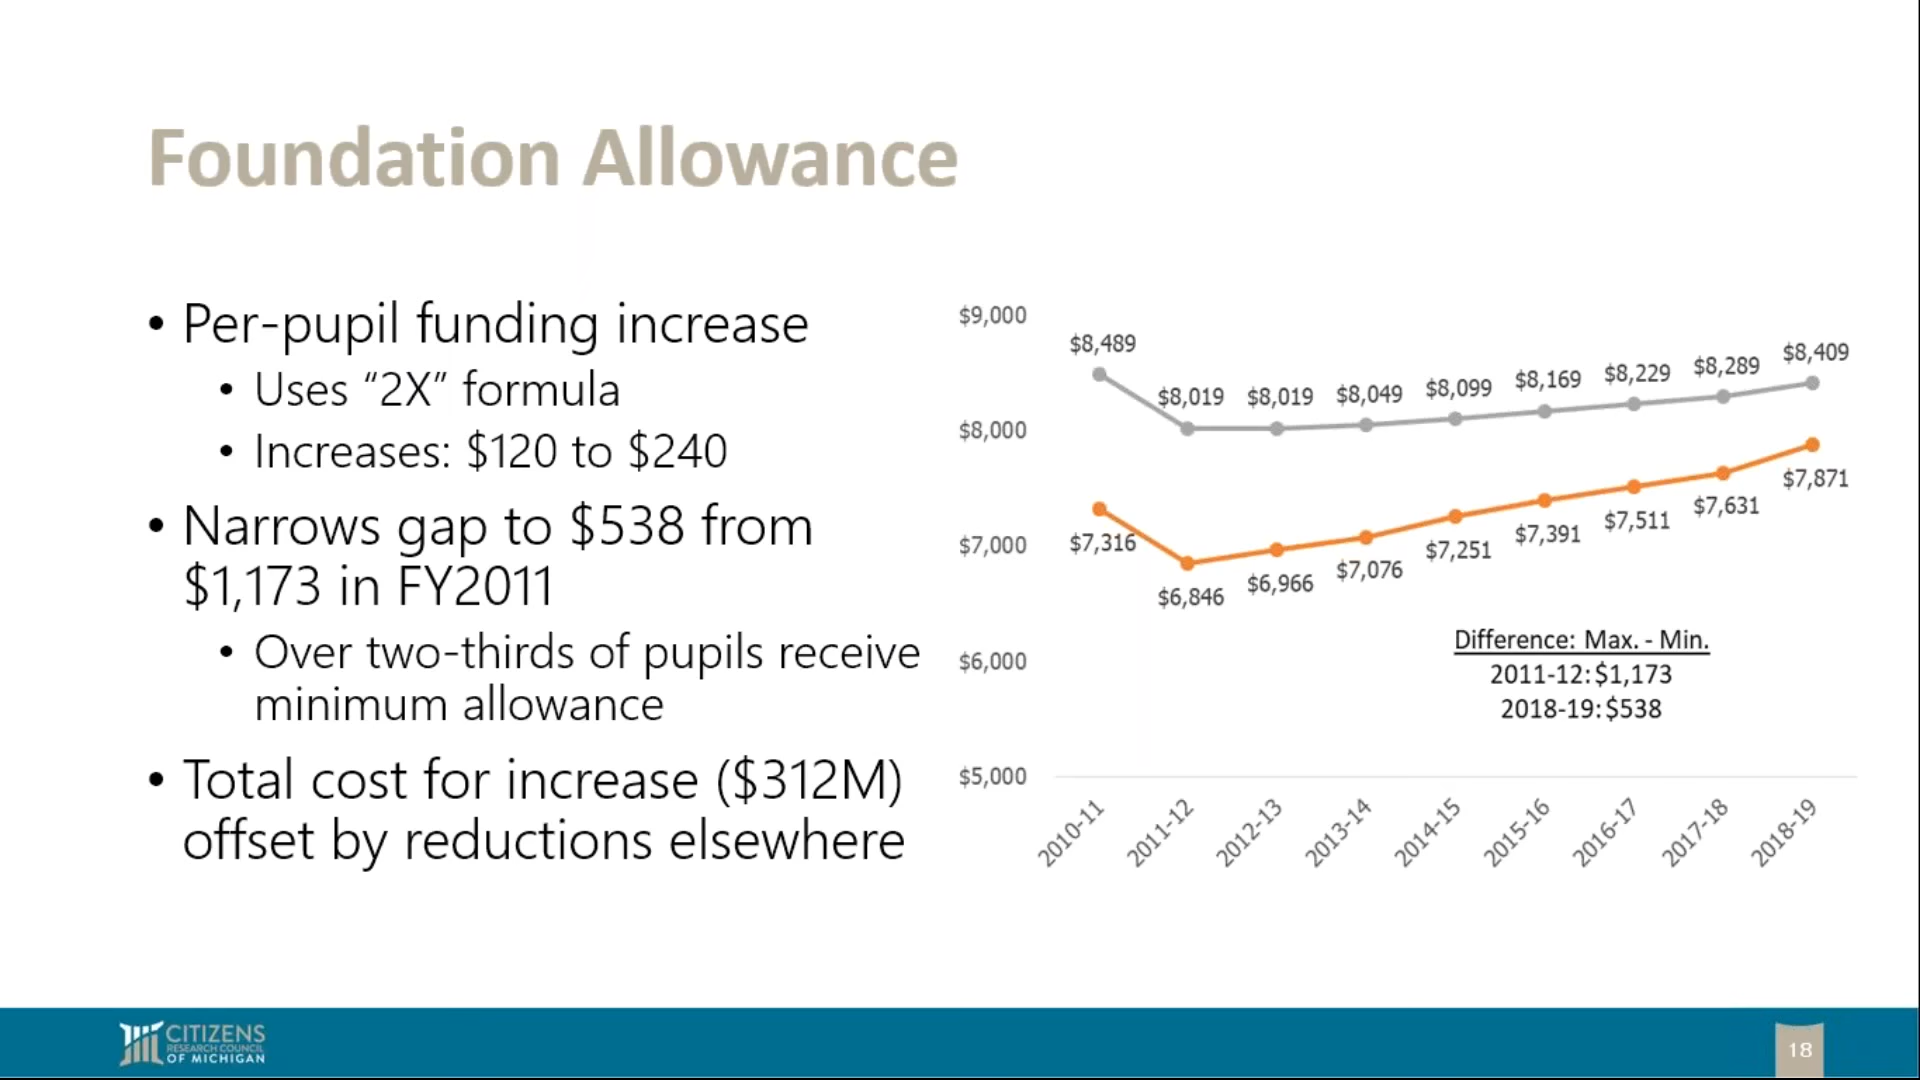 Foundation Allowance
• Per-pupil funding increase
• Uses “2X” formula
• Increases: $120 to $240
• Narrows gap to $538 from
$1,173 in FY2011
• Over two-thirds of pupils receive
minimum allowance
• Total cost for increase ($312M)
offset by reductions elsewhere
$9,000
$8,000
$7,000
$6,000
$5,000
$8,489
$8,019
$8,019
$8,049
$8,099
$8,169
$8,229
$8,289
$8,409
$7,316
$6,846
$6,966
$7,076
$7,251
$7,391
$7,511
$7,631
$7,871
Difference: Max. - Min.
2011-12: $1,173
2018-19: $538
2010-11
2011-12
2012-13
2013-14
2014-15
2015-16
2016-17
2017-18
2018-19
CITIZENS
RESEARCH COUNCIL
OF MICHIGAN
18